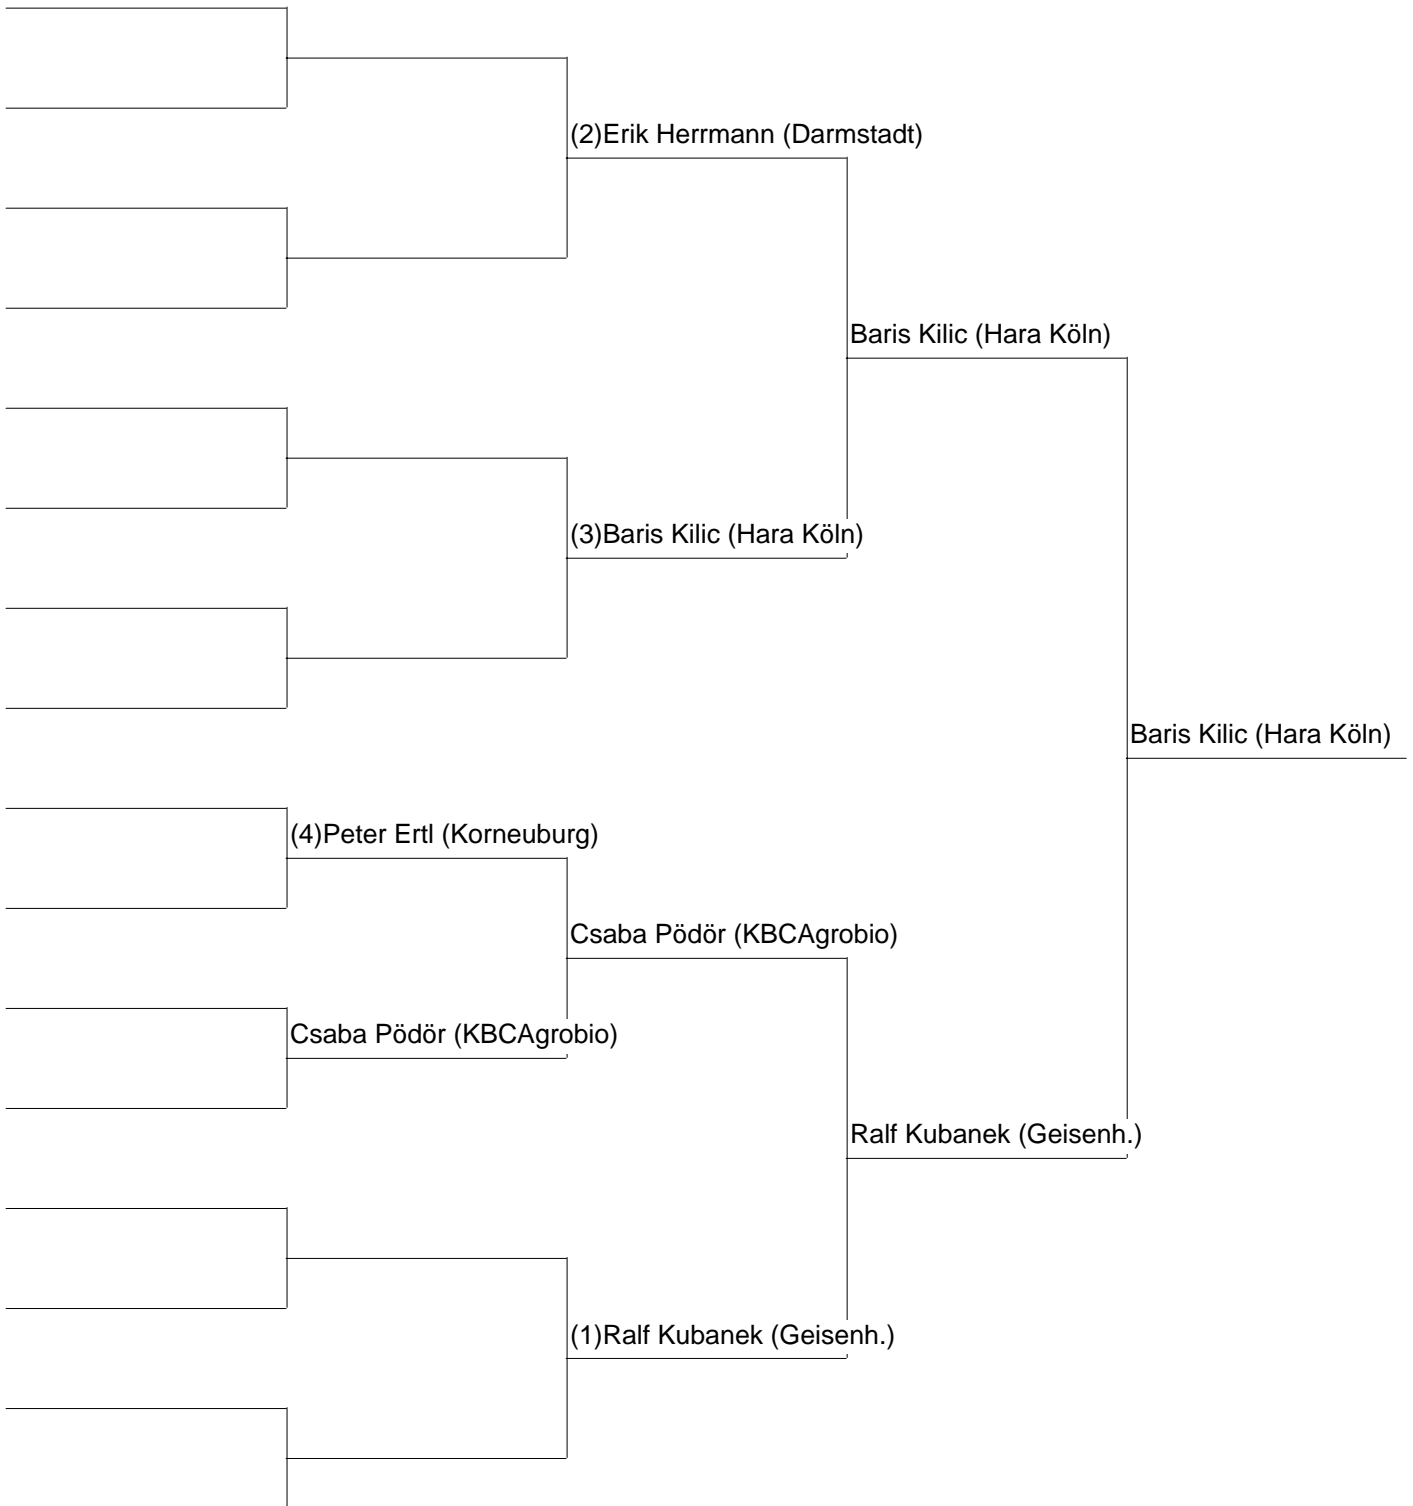 (2)Erik Herrmann (Darmstadt)
Baris Kilic (Hara Köln)
(3)Baris Kilic (Hara Köln)
Baris Kilic (Hara Köln)
(4)Peter Ertl (Korneuburg)
Csaba Pödör (KBCAgrobio)
Csaba Pödör (KBCAgrobio)
Ralf Kubanek (Geisenh.)
(1)Ralf Kubanek (Geisenh.)